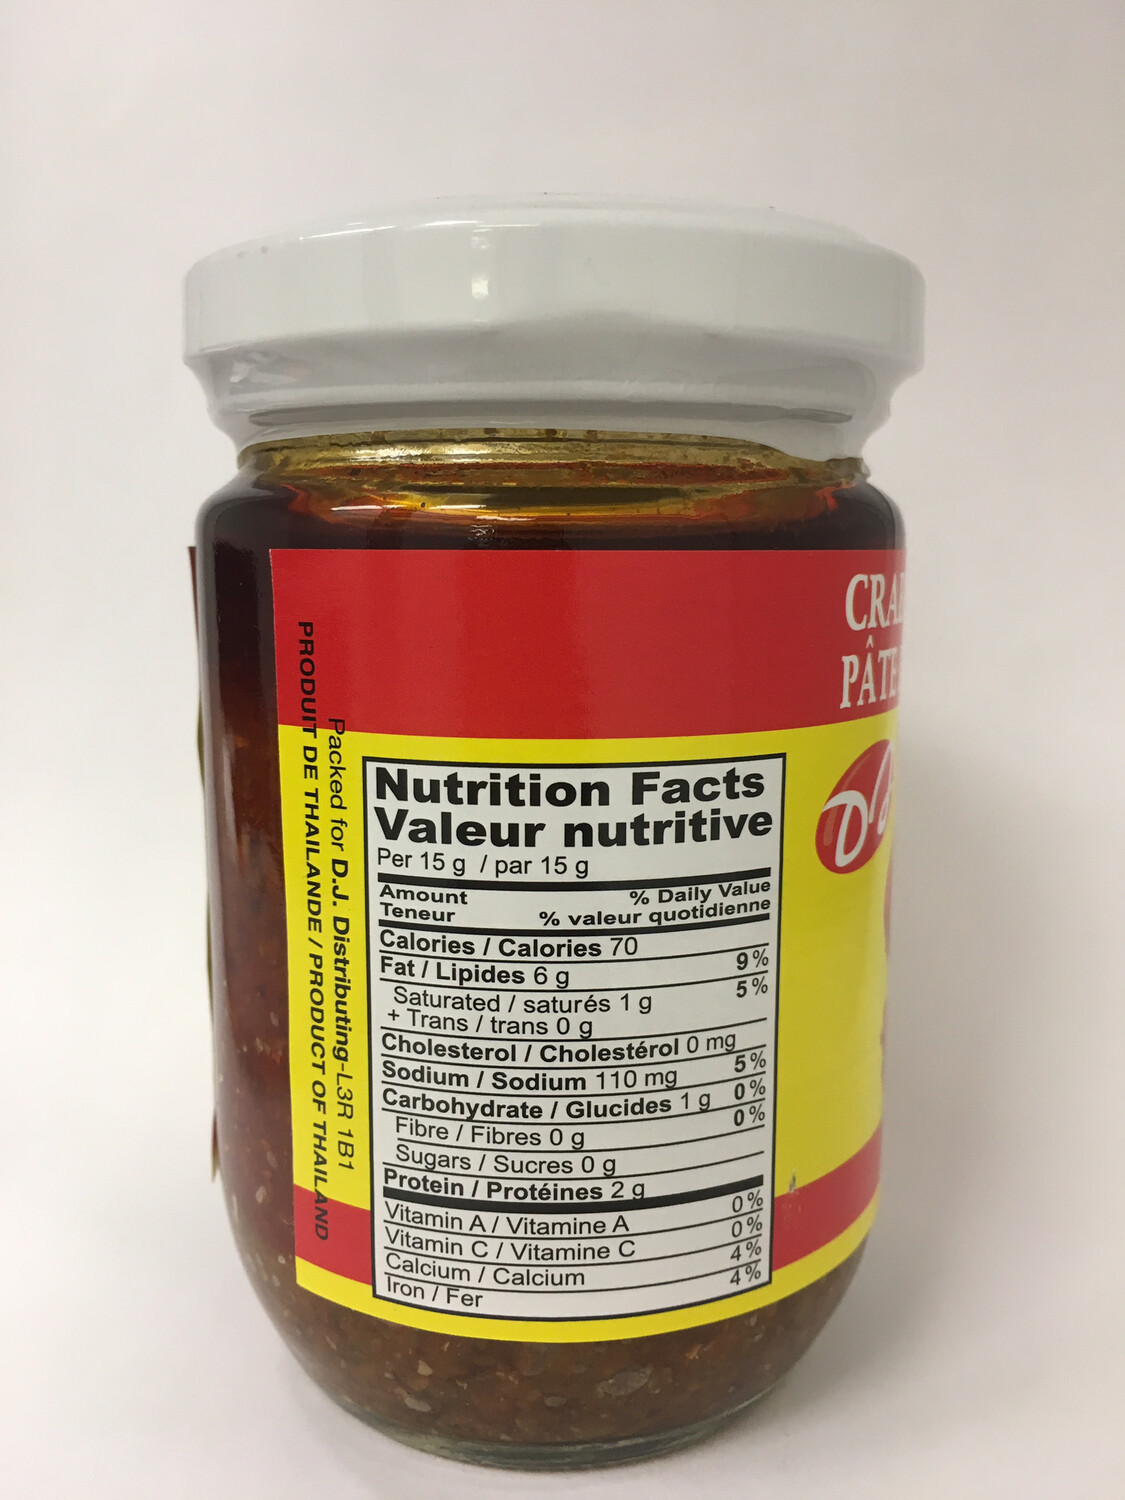 PÂTE
Nutrition Facts
Valeur nutritive
Per 15 g / par 15 g
Amount % Daily Value
Teneur % valeur quotidienne
Calories / Calories 70
Fat / Lipides 6 g 9%
Saturated / saturés 1 g 5%
+ Trans / trans 0 g
Cholesterol / Cholestérol 0 mg
Sodium / Sodium 110 mg 5%
Carbohydrate / Glucides 1 g 0%
Fibre / Fibres 0 g 0%
Sugars / Sucres 0 g
Protein / Protéines 2 g
Vitamin A / Vitamine A 0%
Vitamin C / Vitamine C 0%
Calcium / Calcium 4%
Iron / Fer 4%
Packed for D.J. Distributing-L3R 1B1
PRODUIT DE THAILANDE / PRODUCT OF THAILAND